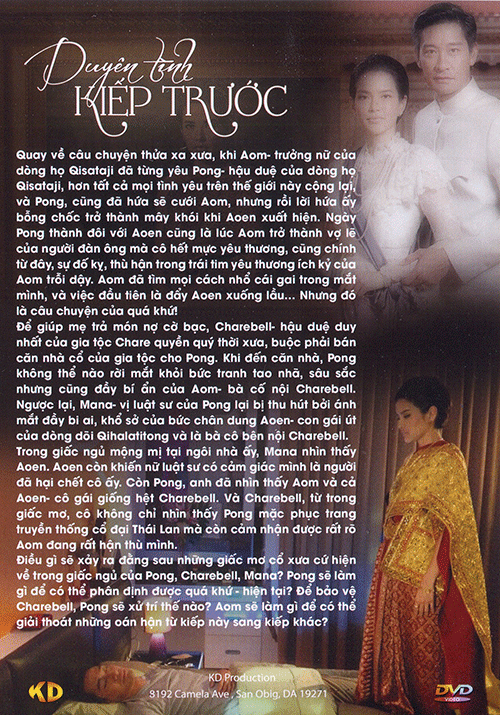 Duyên tình
KIẾP TRƯỚC
Quay về câu chuyện thửa xa xưa, khi Aom- trưởng nữ của
dòng họ Qisataji đã từng yêu Pong- hậu duệ của dòng họ
Qisataji, hơn tất cả mọi tình yêu trên thế giới này cộng lại,
và Pong, cũng đã hứa sẽ cưới Aom, nhưng rồi lời hứa ấy
bỗng chốc trở thành mây khói khi Aoen xuất hiện. Ngày
Pong thành đôi với Aoen cũng là lúc Aom trở thành vợ lẽ
của người đàn ông mà cô hết mực yêu thương, cũng chính
từ đây, sự đố kỵ, thù hận trong trái tim yêu thương ích kỷ của
Aom trỗi dậy. Aom đã tìm mọi cách nhổ cái gai trong mắt
mình, và việc đầu tiên là đẩy Aoen xuống lầu... Nhưng đó
là câu chuyện của quá khứ!
Để giúp mẹ trả món nợ cờ bạc, Charebell- hậu duệ duy
nhất của gia tộc Chare quyền quý thời xưa, buộc phải bán
căn nhà cổ của gia tộc cho Pong. Khi đến căn nhà, Pong
không thể nào rời mắt khỏi bức tranh tao nhã, sâu sắc
nhưng cũng đầy bí ẩn của Aom- bà cố nội Charebell.
Ngược lại, Mana- vị luật sư của Pong lại bị thu hút bởi ánh
mắt đầy bi ai, khổ sở của bức chân dung Aoen- con gái út
của dòng dõi Qihalatitong và là bà cô bên nội Charebell.
Trong giấc ngủ mộng mị tại ngôi nhà ấy, Mana nhìn thấy
Aoen. Aoen còn khiến nữ luật sư có cảm giác mình là người
đã hại chết cô ấy. Còn Pong, anh đã nhìn thấy Aom và cả
Aoen- cô gái giống hệt Charebell. Và Charebell, từ trong
giấc mơ, cô không chỉ nhìn thấy Pong mặc phục trang
truyền thống cổ đại Thái Lan mà còn cảm nhận được rất rõ
Aom đang rất hận thù mình.
Điều gì sẽ xảy ra đằng sau những giấc mơ cổ xưa cứ hiện
về trong giấc ngủ của Pong, Charebell, Mana? Pong sẽ làm
gì để có thể phân định được quá khứ - hiện tại? Để bảo vệ
Charebell, Pong sẽ xử trí thế nào? Aom sẽ làm gì để có thể
giải thoát những oán hận từ kiếp này sang kiếp khác?
KD Production
8192 Camela Ave , San Obig, DA 19271
KD
DVD
VIDEO